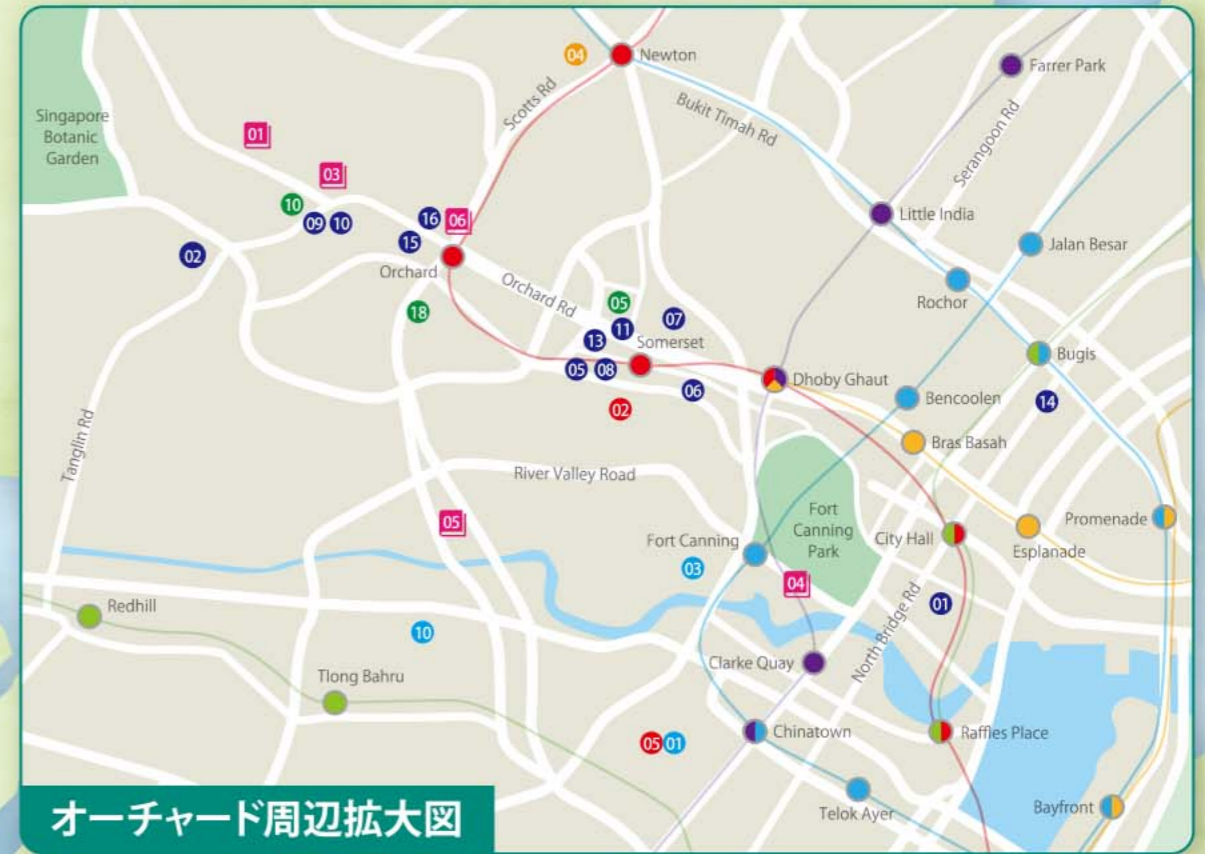 Newton
04
Farrer Park
Scotts Rd
Bukit Timah Rd
Serangoon Rd
Singapore
Botanic
Garden
01
03
10
09
10
16
06
15
02
Orchard
Little India
Jalan Besar
Rochor
18
Orchard Rd
05
11
07
13
Somerset
05
08
06
02
Dhoby Ghaut
Bugis
14
Bencoolen
Bras Basah
Tanglin Rd
River Valley Road
05
Fort
Canning
Park
Fort Canning
03
04
City Hall
Esplanade
Promenade
01
North Bridge Rd
Redhill
10
Tlong Bahru
Clarke Quay
05
01
Chinatown
Raffles Place
Telok Ayer
Bayfront
オーチャード周辺拡大図